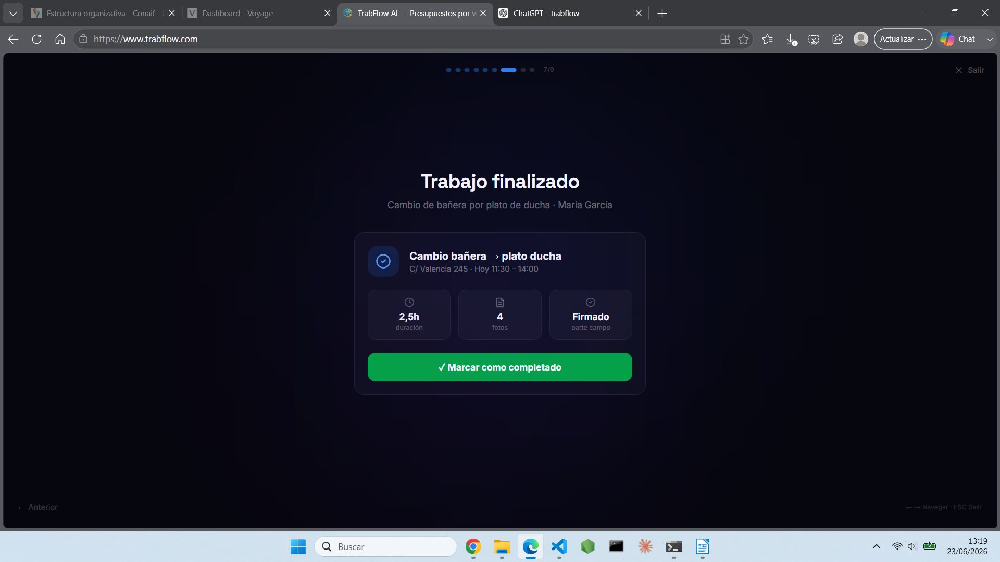 Estructura organizativa - Conaif -
Dashboard - Voyage
TrabFlow AI — Presupuestos por v
ChatGPT - trabflow
https://www.trabflow.com
Actualizar
Chat
7/9
Salir
Trabajo finalizado
Cambio de bañera por plato de ducha · María García
Cambio bañera → plato ducha
C/ Valencia 245 · Hoy 11:30 – 14:00
2,5h
duración
4
fotos
Firmado
parte campo
✓ Marcar como completado
← Anterior
←→ Navegar · ESC Salir
Buscar
13:19
23/06/2026